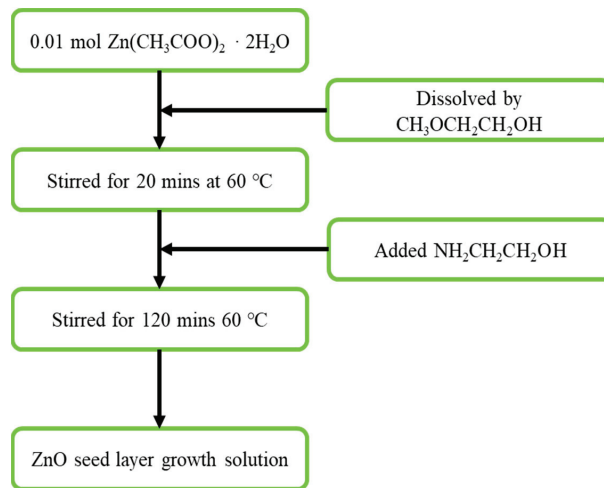 0.01 mol Zn(CH₃COO)₂ · 2H₂O
Dissolved by
CH₃OCH₂CH₂OH
Stirred for 20 mins at 60 ℃
Added NH₂CH₂CH₂OH
Stirred for 120 mins 60 ℃
ZnO seed layer growth solution